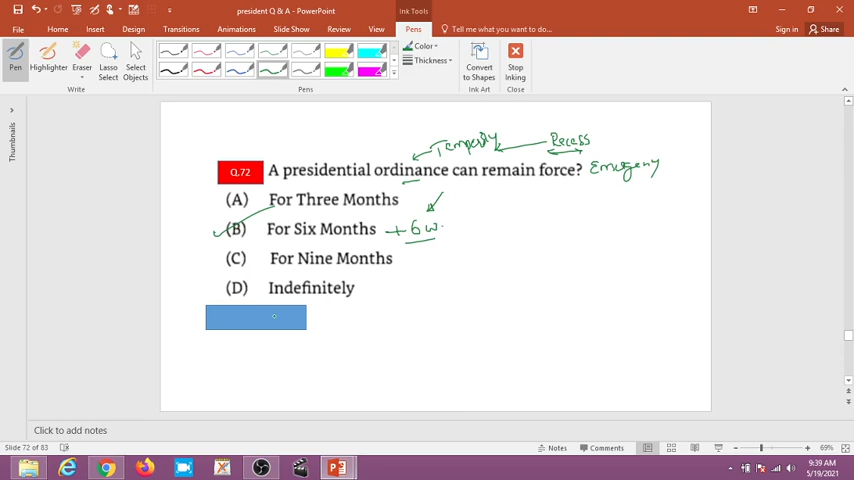 president Q & A - PowerPoint
Ink Tools
Sign in
Share
File
Home
Insert
Design
Transitions
Animations
Slide Show
Review
View
Pens
Tell me what you want to do...
Pen
Highlighter
Eraser
Lasso Select
Select Objects
Color
Thickness
Convert to Shapes
Stop Inking
Write
Pens
Ink Art
Close
Thumbnails
Recess
Q.72 A presidential ordinance can remain force?
(A) For Three Months
(B) For Six Months + 6 w.
(C) For Nine Months
(D) Indefinitely
Click to add notes
Slide 72 of 83
Notes
Comments
69%
9:39 AM
5/19/2021